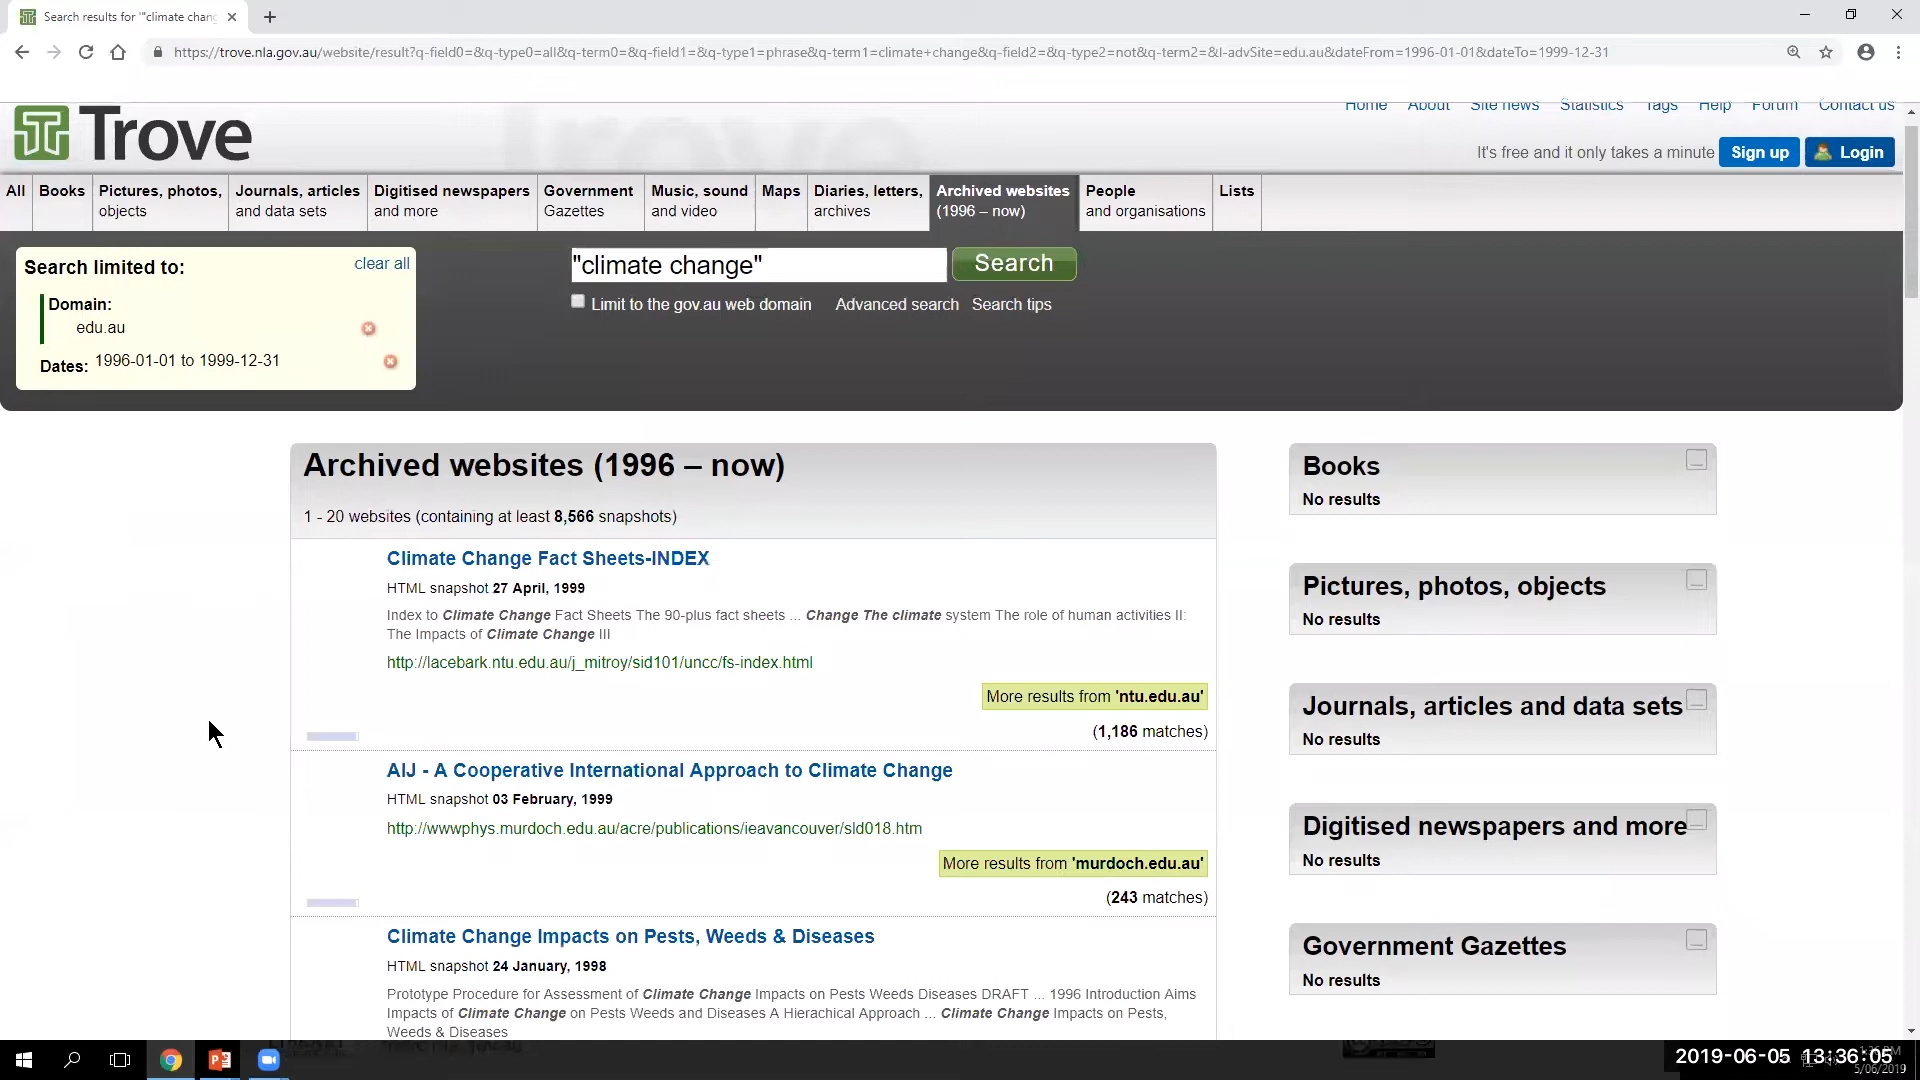 Search results for '"climate chang
https://trove.nla.gov.au/website/result?q-field0=&q-type0=all&q-term0=&q-field1=&q-type1=phrase&q-term1=climate+change&q-field2=&q-type2=not&q-term2=&l-advSite=edu.au&dateFrom=1996-01-01&dateTo=1999-12-31
Home About Site news Statistics Tags Help Forum Contact us
Trove
It's free and it only takes a minute Sign up Login
All
Books
Pictures, photos,
objects
Journals, articles
and data sets
Digitised newspapers
and more
Government
Gazettes
Music, sound
and video
Maps
Diaries, letters,
archives
Archived websites
(1996 – now)
People
and organisations
Lists
Search limited to: clear all
Domain:
edu.au
Dates: 1996-01-01 to 1999-12-31
"climate change" Search
Limit to the gov.au web domain Advanced search Search tips
Archived websites (1996 – now)
1 - 20 websites (containing at least 8,566 snapshots)
Climate Change Fact Sheets-INDEX
HTML snapshot 27 April, 1999
Index to Climate Change Fact Sheets The 90-plus fact sheets ... Change The climate system The role of human activities II:
The Impacts of Climate Change III
http://lacebark.ntu.edu.au/j_mitroy/sid101/uncc/fs-index.html
More results from 'ntu.edu.au'
(1,186 matches)
AIJ - A Cooperative International Approach to Climate Change
HTML snapshot 03 February, 1999
http://wwwphys.murdoch.edu.au/acre/publications/ieavancouver/sld018.htm
More results from 'murdoch.edu.au'
(243 matches)
Climate Change Impacts on Pests, Weeds & Diseases
HTML snapshot 24 January, 1998
Prototype Procedure for Assessment of Climate Change Impacts on Pests Weeds Diseases DRAFT ... 1996 Introduction Aims
Impacts of Climate Change on Pests Weeds and Diseases A Hierachical Approach ... Climate Change Impacts on Pests,
Weeds & Diseases
Books
No results
Pictures, photos, objects
No results
Journals, articles and data sets
No results
Digitised newspapers and more
No results
Government Gazettes
No results
2019-06-05 13:36:05
5/06/2019